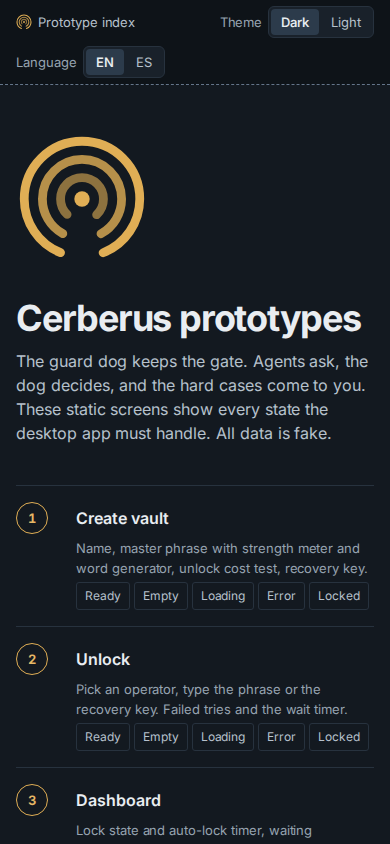 Prototype index
Theme Dark Light
Language EN ES
Cerberus prototypes
The guard dog keeps the gate. Agents ask, the
dog decides, and the hard cases come to you.
These static screens show every state the
desktop app must handle. All data is fake.
1 Create vault
Name, master phrase with strength meter and
word generator, unlock cost test, recovery key.
Ready Empty Loading Error Locked
2 Unlock
Pick an operator, type the phrase or the
recovery key. Failed tries and the wait timer.
Ready Empty Loading Error Locked
3 Dashboard
Lock state and auto-lock timer, waiting